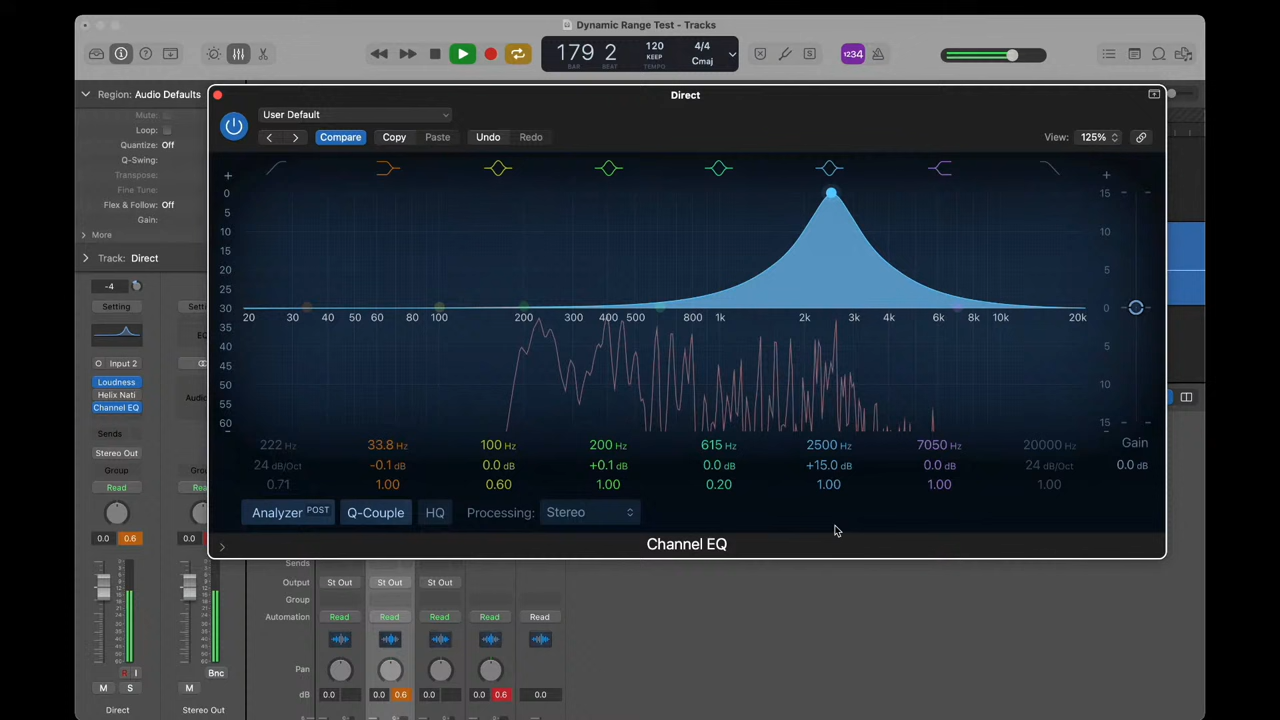 Dynamic Range Test - Tracks
179 2
BAR BEAT
120
KEEP
TEMPO
4/4
Cmaj
1234
Region: Audio Defaults
Mute:
Loop:
Quantize: Off
Q-Swing:
Transpose:
Fine Tune:
Flex & Follow: Off
Gain:
More
Track: Direct
Direct
User Default
Compare
Copy
Paste
Undo
Redo
View: 125%
+ +
0 15
5
10 10
15
20 5
25
30 0
20 30 40 50 60 80 100 200 300 400 500 800 1k 2k 3k 4k 6k 8k 10k 20k
35
40 5
45
50 10
55
60 15
- -
222 Hz 33.8 Hz 100 Hz 200 Hz 615 Hz 2500 Hz 7050 Hz 20000 Hz Gain
24 dB/Oct -0.1 dB 0.0 dB +0.1 dB 0.0 dB +15.0 dB 0.0 dB 24 dB/Oct 0.0 dB
0.71 1.00 0.60 1.00 0.20 1.00 1.00 1.00
Analyzer POST Q-Couple HQ Processing: Stereo
Channel EQ
-4
Setting
Input 2
Loudness
Helix Nati
Channel EQ
Sends
Stereo Out
Group
Read
0.0 0.6
R I
M S
Direct
Bnc
M
Stereo Out
Sends
Output St Out St Out St Out
Group
Automation Read Read Read Read Read
Pan
dB 0.0 0.0 0.6 0.0 0.0 0.6 0.0